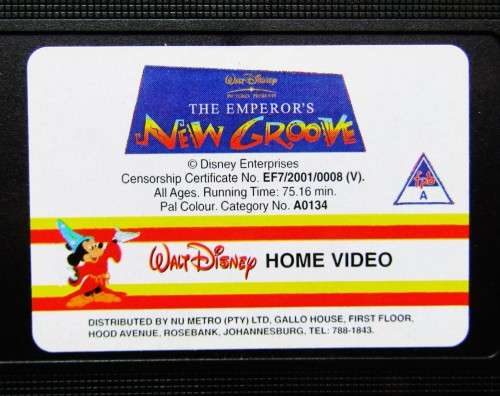 WALT DISNEY
PICTURES PRESENTS
THE EMPEROR'S
NEW GROOVE
© Disney Enterprises
Censorship Certificate No. EF7/2001/0008 (V).
All Ages. Running Time: 75.16 min.
Pal Colour. Category No. A0134
fpb
A
WALT DISNEY HOME VIDEO
DISTRIBUTED BY NU METRO (PTY) LTD, GALLO HOUSE, FIRST FLOOR,
HOOD AVENUE, ROSEBANK, JOHANNESBURG. TEL: 788-1843.